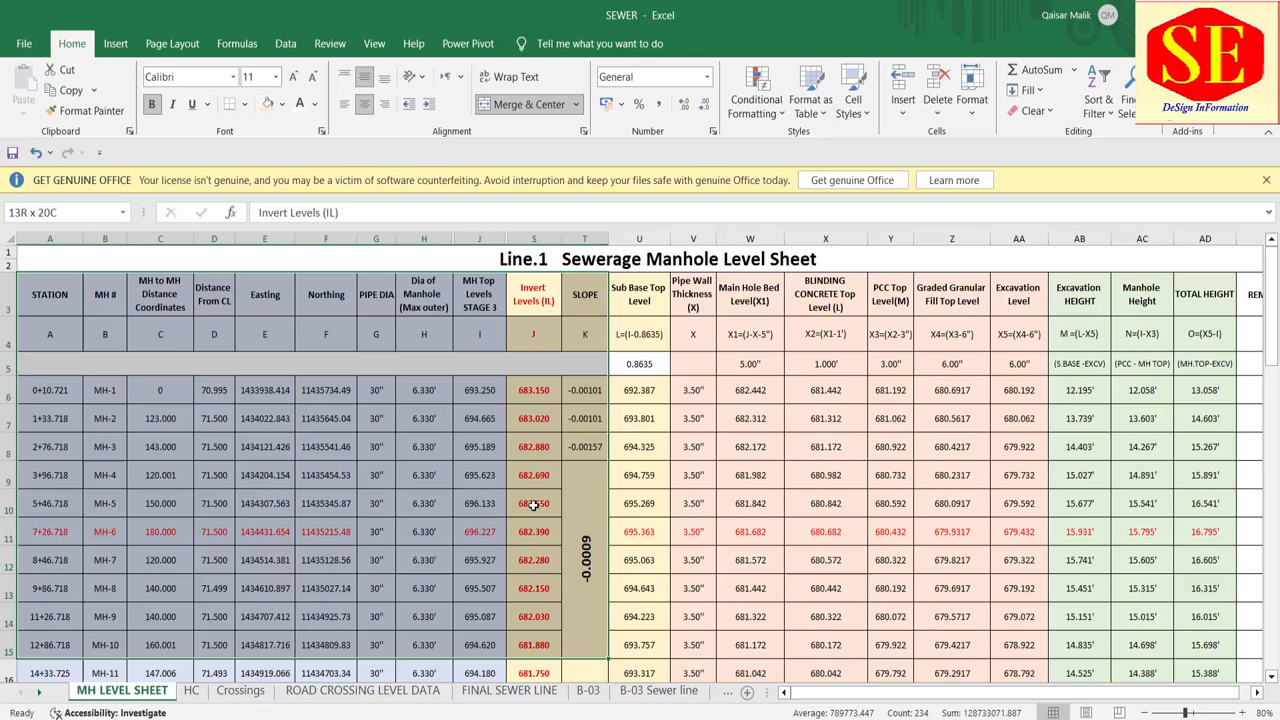 SEWER - Excel
Qaisar Malik QM
SE
DeSign InFormation
File Home Insert Page Layout Formulas Data Review View Help Power Pivot Tell me what you want to do
Cut
Copy
Format Painter
Paste
Clipboard
Calibri 11
B I U
Font
Wrap Text
Merge & Center
Alignment
General
Number
Conditional Formatting
Format as Table
Cell Styles
Styles
Insert Delete Format
Cells
AutoSum
Fill
Clear
Sort & Filter
Editing
Add-ins
GET GENUINE OFFICE Your license isn't genuine, and you may be a victim of software counterfeiting. Avoid interruption and keep your files safe with genuine Office today. Get genuine Office Learn more
13R x 20C fx Invert Levels (IL)
A B C D E F G H J S T U V W X Y Z AA AB AC AD
1 Line.1 Sewerage Manhole Level Sheet
2
3 STATION MH # MH to MH Distance Coordinates Distance From CL Easting Northing PIPE DIA Dia of Manhole (Max outer) MH Top Levels STAGE 3 Invert Levels (IL) SLOPE Sub Base Top Level Pipe Wall Thickness (X) Main Hole Bed Level(X1) BLINDING CONCRETE Top Level (L) PCC Top Level(M) Graded Granular Fill Top Level Excavation Level Excavation HEIGHT Manhole Height TOTAL HEIGHT
4 A B C D E F G H I J K L=(I-0.8635) X X1=(J-X-5") X2=(X1-1') X3=(X2-3") X4=(X3-6") X5=(X4-6") M =(L-X5) N=(I-X3) O=(X5-I)
5 0.8635 5.00" 1.000' 3.00" 6.00" 6.00" (S.BASE -EXCV) (PCC - MH TOP) (MH.TOP-EXCV)
6 0+10.721 MH-1 0 70.995 1433938.414 11435734.49 30" 6.330' 693.250 683.150 -0.00101 692.387 3.50" 682.442 681.442 681.192 680.6917 680.192 12.195' 12.058' 13.058'
7 1+33.718 MH-2 123.000 71.500 1434022.843 11435645.04 30" 6.330' 694.665 683.020 -0.00101 693.801 3.50" 682.312 681.312 681.062 680.5617 680.062 13.739' 13.603' 14.603'
8 2+76.718 MH-3 143.000 71.500 1434121.426 11435541.46 30" 6.330' 695.189 682.880 -0.00157 694.325 3.50" 682.172 681.172 680.922 680.4217 679.922 14.403' 14.267' 15.267'
9 3+96.718 MH-4 120.001 71.500 1434204.154 11435454.53 30" 6.330' 695.623 682.690 694.759 3.50" 681.982 680.982 680.732 680.2317 679.732 15.027' 14.891' 15.891'
10 5+46.718 MH-5 150.000 71.500 1434307.563 11435345.87 30" 6.330' 696.133 695.269 3.50" 681.842 680.842 680.592 680.0917 679.592 15.677' 15.541' 16.541'
11 7+26.718 MH-6 180.000 71.500 1434431.654 11435215.48 30" 6.330' 696.227 682.390 695.363 3.50" 681.682 680.682 680.432 679.9317 679.432 15.931' 15.795' 16.795'
12 8+46.718 MH-7 120.000 71.500 1434514.381 11435128.56 30" 6.330' 695.927 682.280 -0.0009 695.063 3.50" 681.572 680.572 680.322 679.8217 679.322 15.741' 15.605' 16.605'
13 9+86.718 MH-8 140.000 71.499 1434610.897 11435027.15 30" 6.330' 695.507 682.150 694.643 3.50" 681.442 680.442 680.192 679.6917 679.192 15.451' 15.315' 16.315'
14 11+26.718 MH-9 140.000 71.500 1434707.412 11434925.73 30" 6.330' 695.087 682.030 694.223 3.50" 681.322 680.322 680.072 679.5717 679.072 15.151' 15.015' 16.015'
15 12+86.718 MH-10 160.001 71.500 1434817.716 11434809.83 30" 6.330' 694.620 681.880 693.757 3.50" 681.172 680.172 679.922 679.4217 678.922 14.835' 14.698' 15.698'
16 14+33.725 MH-11 147.006 71.493 1434919.066 11434703.34 30" 6.330' 694.180 681.750 693.317 3.50" 681.042 680.042 679.792 679.2917 678.792 14.525' 14.388' 15.388'
MH LEVEL SHEET HC Crossings ROAD CROSSING LEVEL DATA FINAL SEWER LINE B-03 B-03 Sewer line ...
Ready Accessibility: Investigate Average: 789773.447 Count: 234 Sum: 128733071.887 80%